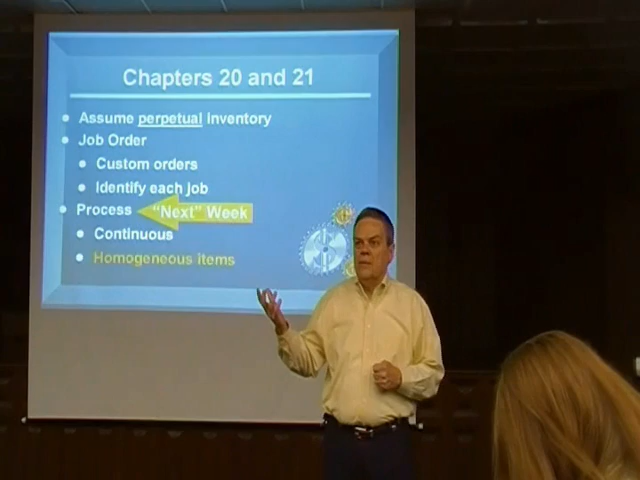 Chapters 20 and 21
• Assume perpetual Inventory
• Job Order
• Custom orders
• Identify each job
• Process "Next" Week
• Continuous
• Homogeneous items